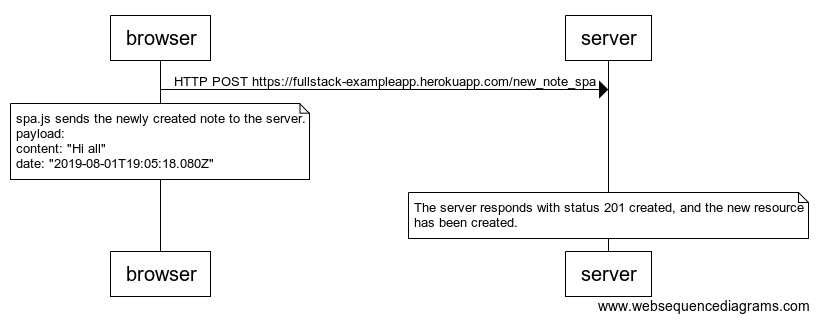 browser
server
HTTP POST https://fullstack-exampleapp.herokuapp.com/new_note_spa
spa.js sends the newly created note to the server.
payload:
content: "Hi all"
date: "2019-08-01T19:05:18.080Z"
The server responds with status 201 created, and the new resource
has been created.
browser
server
www.websequencediagrams.com